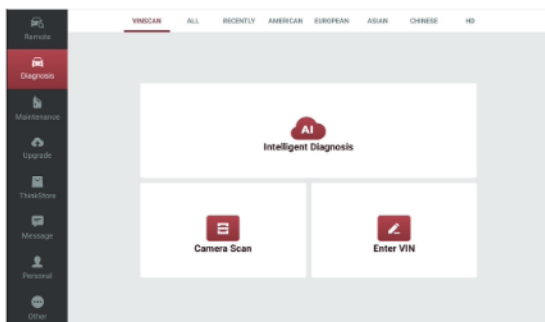 Remote
Diagnosis
Maintenance
Upgrade
ThinkStore
Message
Personal
Other
VINSCAN ALL RECENTLY AMERICAN EUROPEAN ASIAN CHINESE HD
AI
Intelligent Diagnosis
Camera Scan
Enter VIN